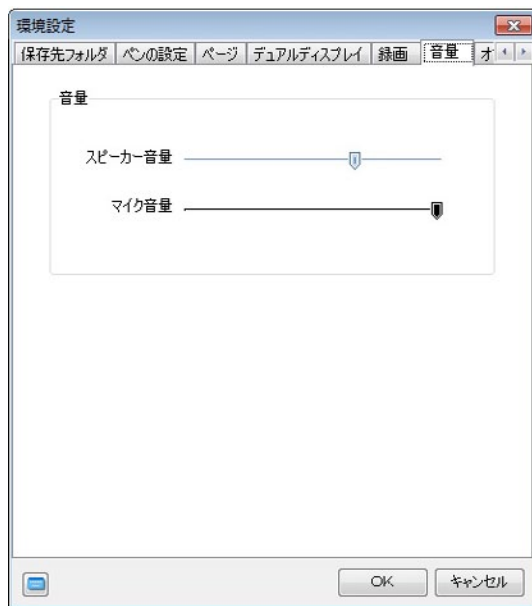 環境設定
保存先フォルダ ペンの設定 ページ デュアルディスプレイ 録画 音量 オ
音量
スピーカー音量
マイク音量
OK キャンセル